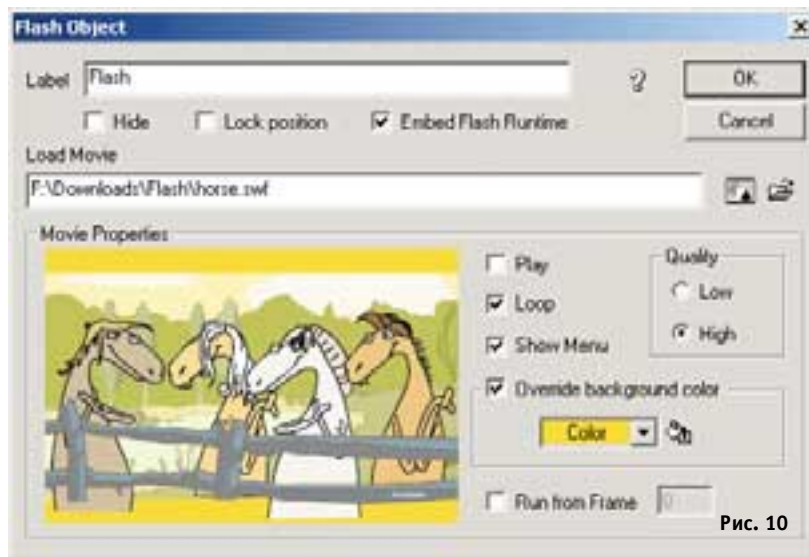 Flash Object
Label Flash OK
Hide Lock position Embed Flash Runtime Cancel
Load Movie
F:\Downloads\Flash\horse.swf
Movie Properties
Play Quality
Loop Low
Show Menu High
Override background color
Color
Run from Frame 0
Рис. 10